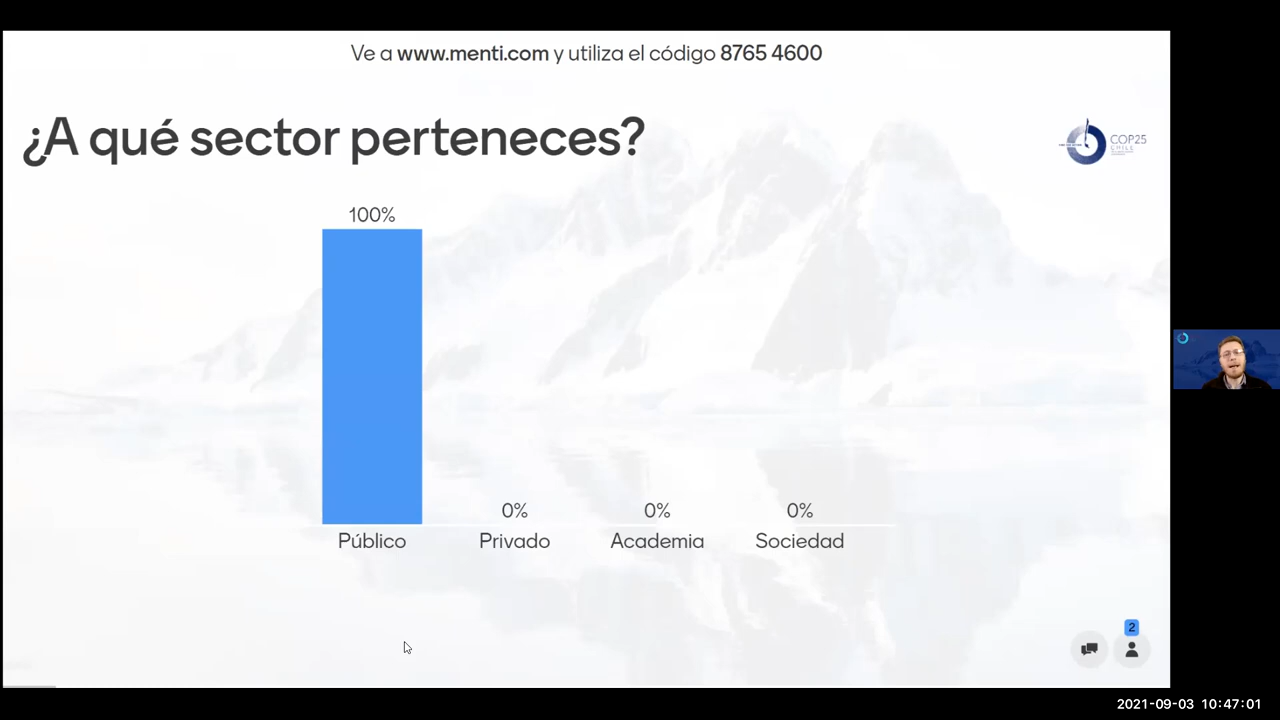 Ve a www.menti.com y utiliza el código 8765 4600
¿A qué sector perteneces?
COP25
CHILE
100%
0%
0%
0%
Público
Privado
Academia
Sociedad
2
2021-09-03 10:47:01